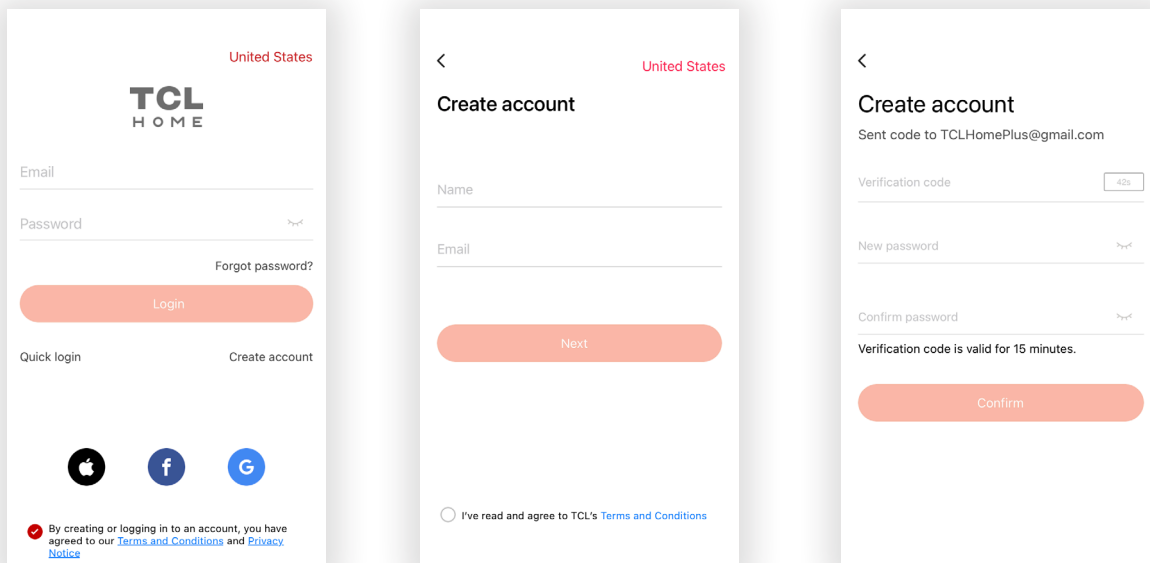 United States
TCL
HOME
Email
Password
Forgot password?
Login
Quick login
Create account
f
G
By creating or logging in to an account, you have
agreed to our Terms and Conditions and Privacy
Notice
United States
Create account
Name
Email
Next
I've read and agree to TCL's Terms and Conditions
Create account
Sent code to TCLHomePlus@gmail.com
Verification code
42s
New password
Confirm password
Verification code is valid for 15 minutes.
Confirm